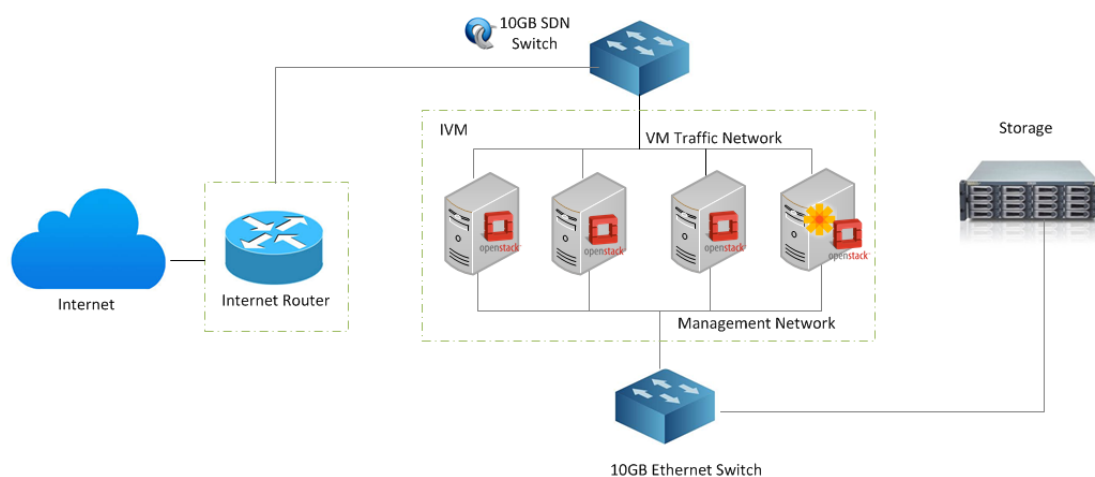 10GB SDN
Switch
IVM
VM Traffic Network
Storage
openstack
openstack
openstack
openstack
Internet
Internet Router
Management Network
10GB Ethernet Switch